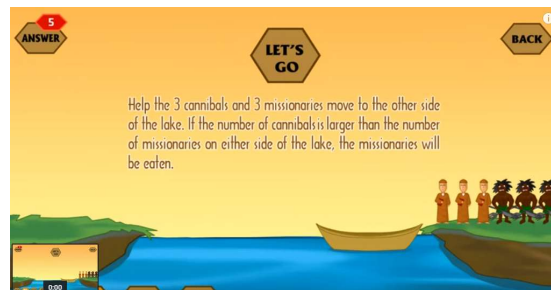 5
ANSWER
LET'S
GO
BACK
i
Help the 3 cannibals and 3 missionaries move to the other side
of the lake. If the number of cannibals is larger than the number
of missionaries on either side of the lake, the missionaries will
be eaten.
0:00